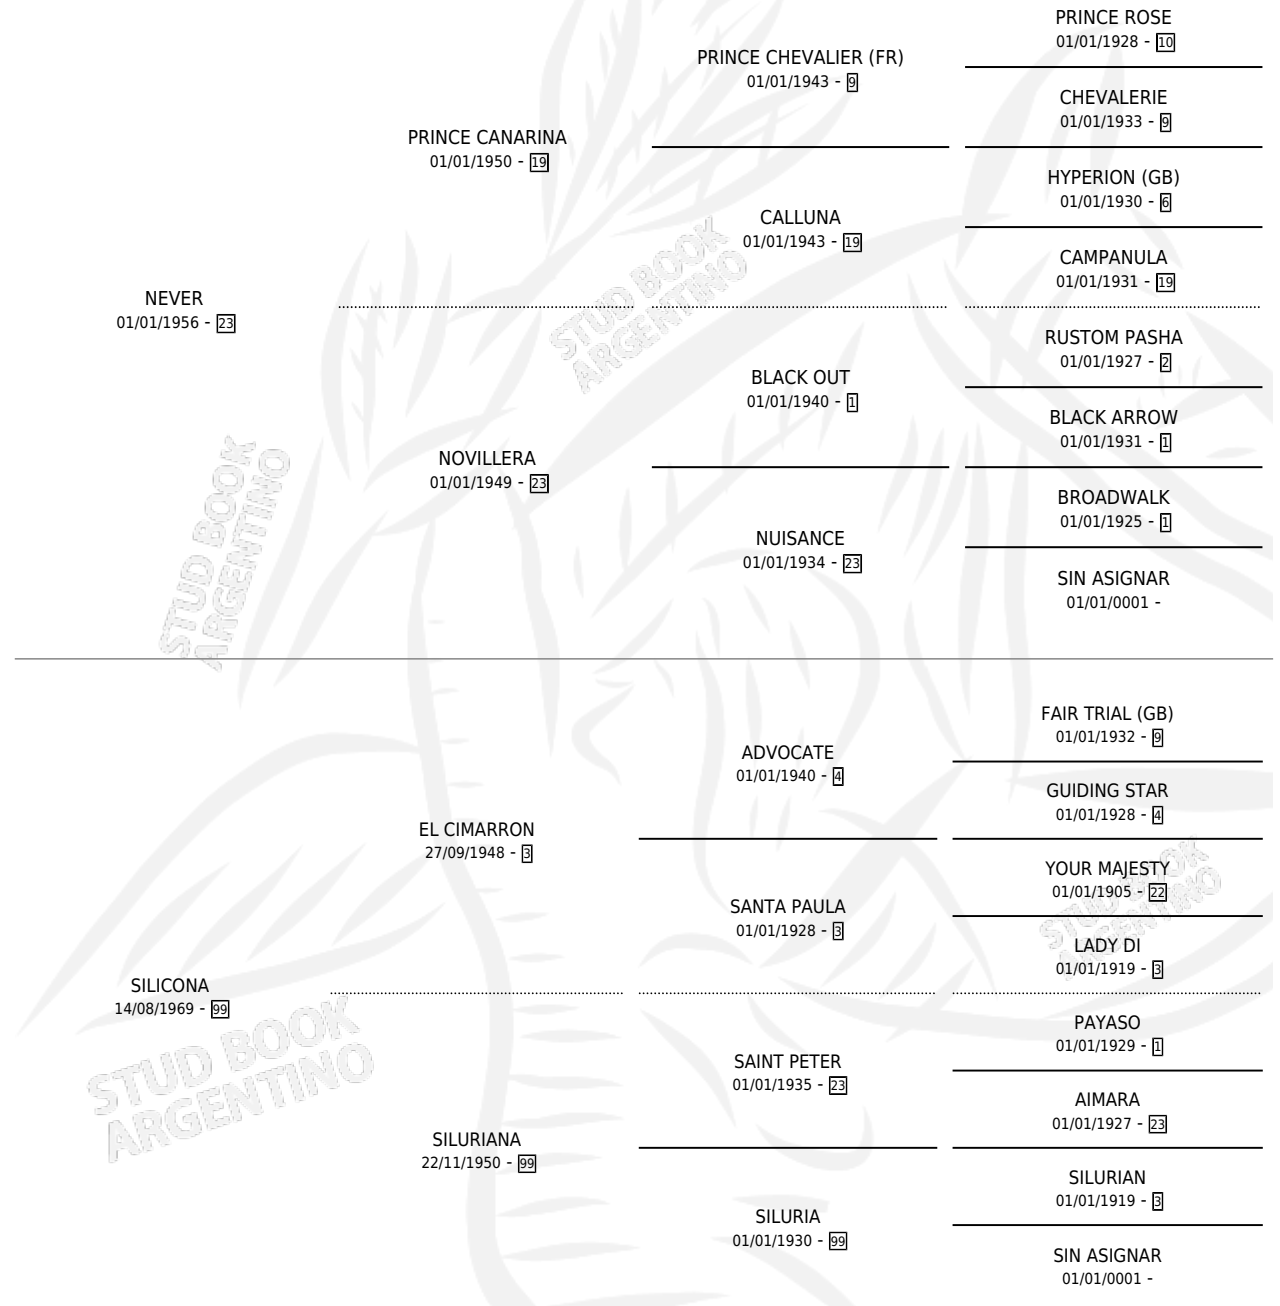 PRINCE ROSE
01/01/1928 - 10
PRINCE CHEVALIER (FR)
01/01/1943 - 9
CHEVALERIE
01/01/1933 - 9
PRINCE CANARINA
01/01/1950 - 19
HYPERION (GB)
01/01/1930 - 6
CALLUNA
01/01/1943 - 19
CAMPANULA
01/01/1931 - 19
NEVER
01/01/1956 - 23
RUSTOM PASHA
01/01/1927 - 2
BLACK OUT
01/01/1940 - 1
BLACK ARROW
01/01/1931 - 1
NOVILLERA
01/01/1949 - 23
BROADWALK
01/01/1925 - 1
NUISANCE
01/01/1934 - 23
SIN ASIGNAR
01/01/0001 -
FAIR TRIAL (GB)
01/01/1932 - 9
ADVOCATE
01/01/1940 - 4
GUIDING STAR
01/01/1928 - 4
EL CIMARRON
27/09/1948 - 3
YOUR MAJESTY
01/01/1905 - 22
SANTA PAULA
01/01/1928 - 3
LADY DI
01/01/1919 - 3
SILICONA
14/08/1969 - 99
PAYASO
01/01/1929 - 1
SAINT PETER
01/01/1935 - 23
AIMARA
01/01/1927 - 23
SILURIANA
22/11/1950 - 99
SILURIAN
01/01/1919 - 3
SILURIA
01/01/1930 - 99
SIN ASIGNAR
01/01/0001 -
STUD BOOK
ARGENTINO
STUD BOOK
ARGENTINO
STUD BOOK
ARGENTINO
STUD BOOK
ARGENTINO